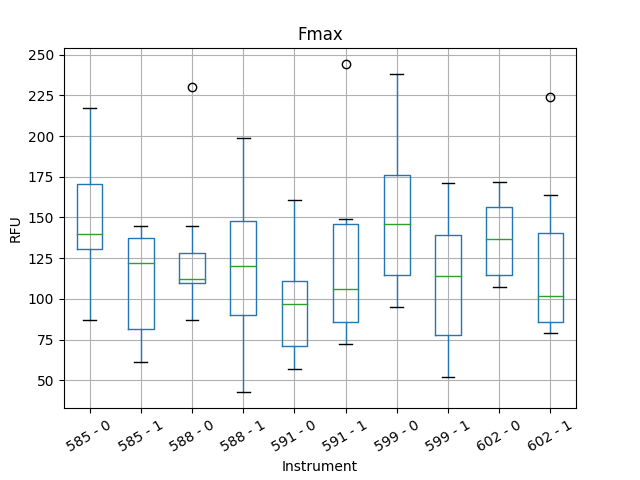 Fmax
250
225
200
175
150
125
100
75
50
RFU
585 - 0
585 - 1
588 - 0
588 - 1
591 - 0
591 - 1
599 - 0
599 - 1
602 - 0
602 - 1
Instrument